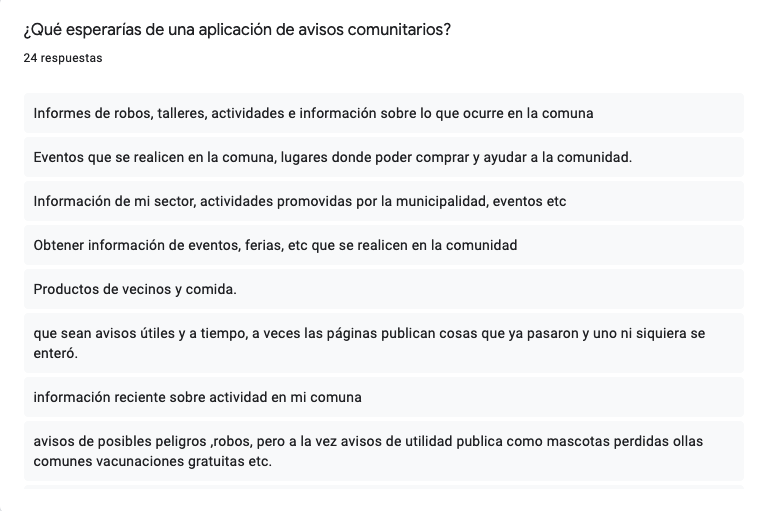 ¿Qué esperarías de una aplicación de avisos comunitarios?
24 respuestas
Informes de robos, talleres, actividades e información sobre lo que ocurre en la comuna
Eventos que se realicen en la comuna, lugares donde poder comprar y ayudar a la comunidad.
Información de mi sector, actividades promovidas por la municipalidad, eventos etc
Obtener información de eventos, ferias, etc que se realicen en la comunidad
Productos de vecinos y comida.
que sean avisos útiles y a tiempo, a veces las páginas publican cosas que ya pasaron y uno ni siquiera se
enteró.
información reciente sobre actividad en mi comuna
avisos de posibles peligros ,robos, pero a la vez avisos de utilidad publica como mascotas perdidas ollas
comunes vacunaciones gratuitas etc.